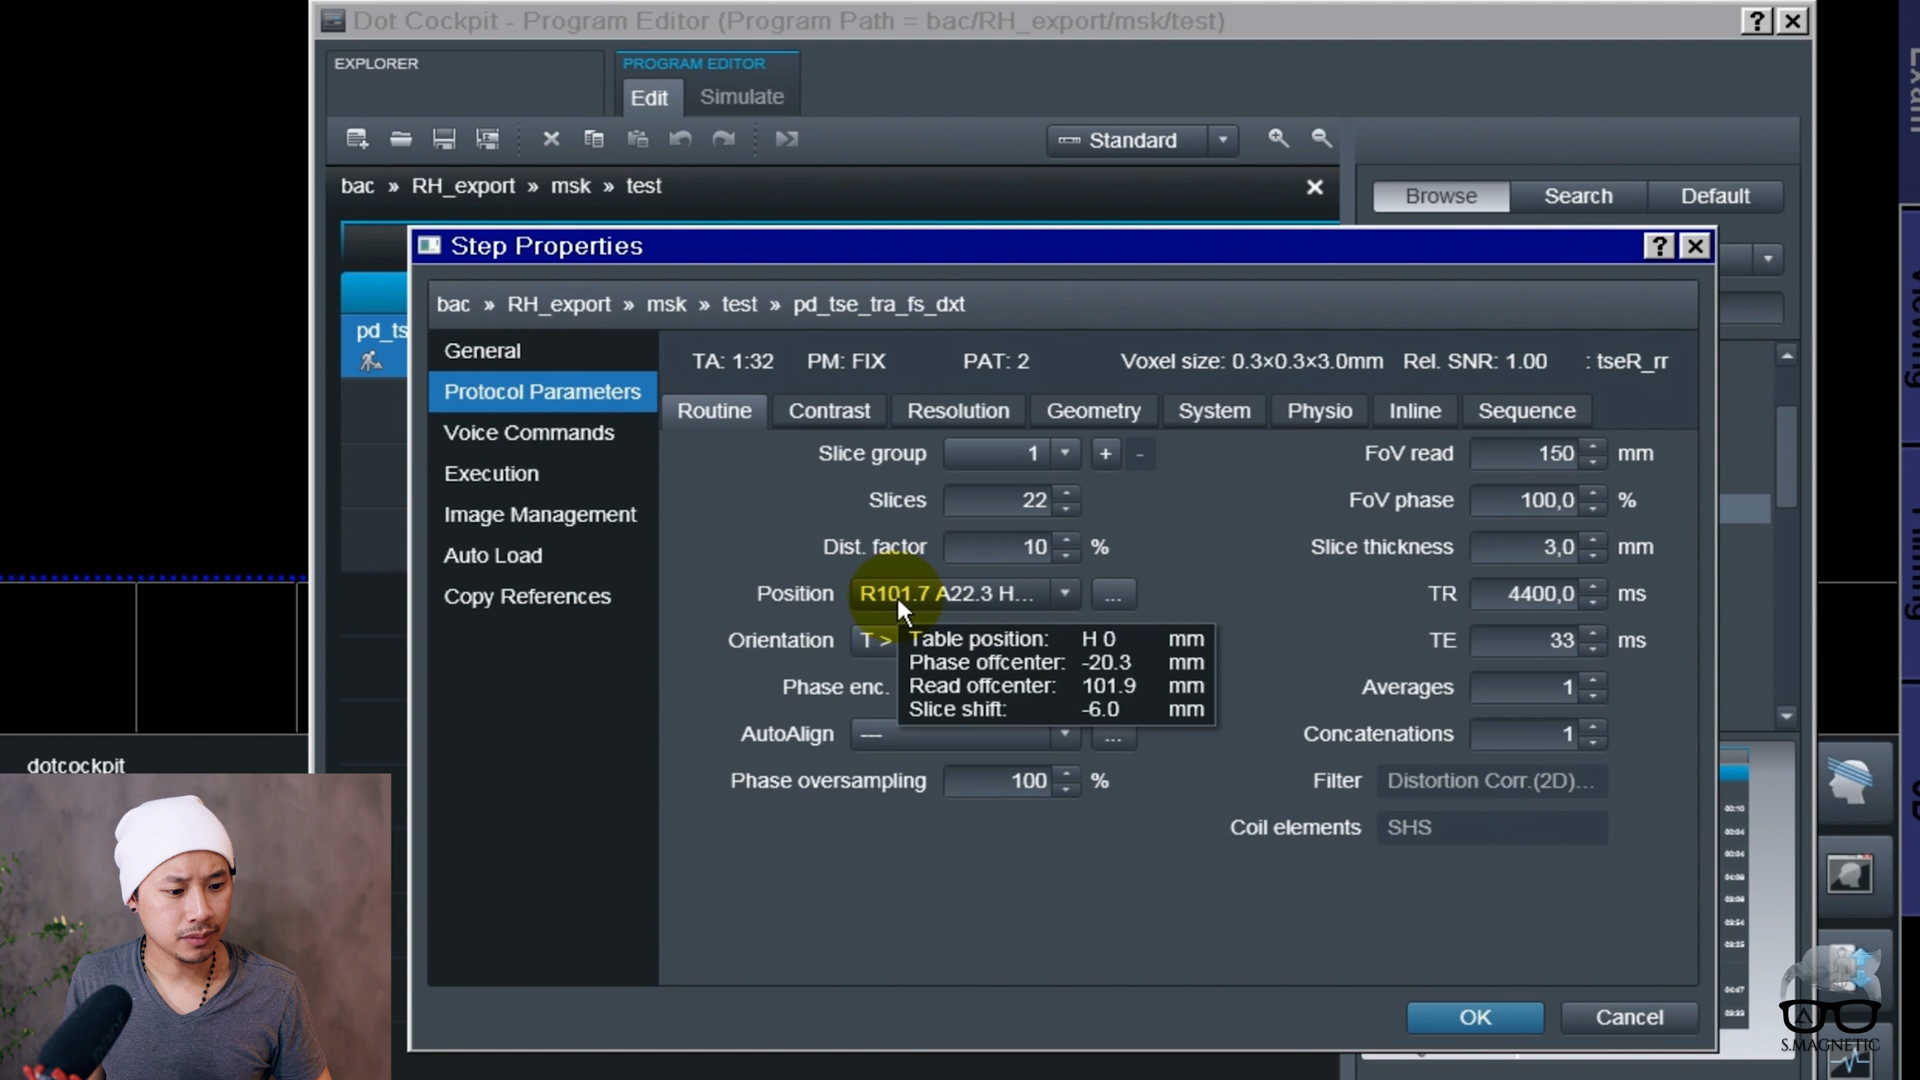 Dot Cockpit - Program Editor (Program Path = bac/RH_export/msk/test)
EXPLORER
PROGRAM EDITOR
Edit
Simulate
Standard
bac » RH_export » msk » test
Browse
Search
Default
Step Properties
bac » RH_export » msk » test » pd_tse_tra_fs_dxt
pd_ts
General
Protocol Parameters
Voice Commands
Execution
Image Management
Auto Load
Copy References
TA: 1:32 PM: FIX PAT: 2 Voxel size: 0.3×0.3×3.0mm Rel. SNR: 1.00 : tseR_rr
Routine
Contrast
Resolution
Geometry
System
Physio
Inline
Sequence
Slice group 1 + -
Slices 22
Dist. factor 10 %
Position R101.7 A22.3 H... ...
Orientation T >
Phase enc.
AutoAlign --- ...
Phase oversampling 100 %
Table position: H 0 mm
Phase offcenter: -20.3 mm
Read offcenter: 101.9 mm
Slice shift: -6.0 mm
FoV read 150 mm
FoV phase 100,0 %
Slice thickness 3,0 mm
TR 4400,0 ms
TE 33 ms
Averages 1
Concatenations 1
Filter Distortion Corr.(2D)...
Coil elements SHS
OK
Cancel
dotcockpit
Exam
Viewing
Filming
3D
S.MAGNETIC